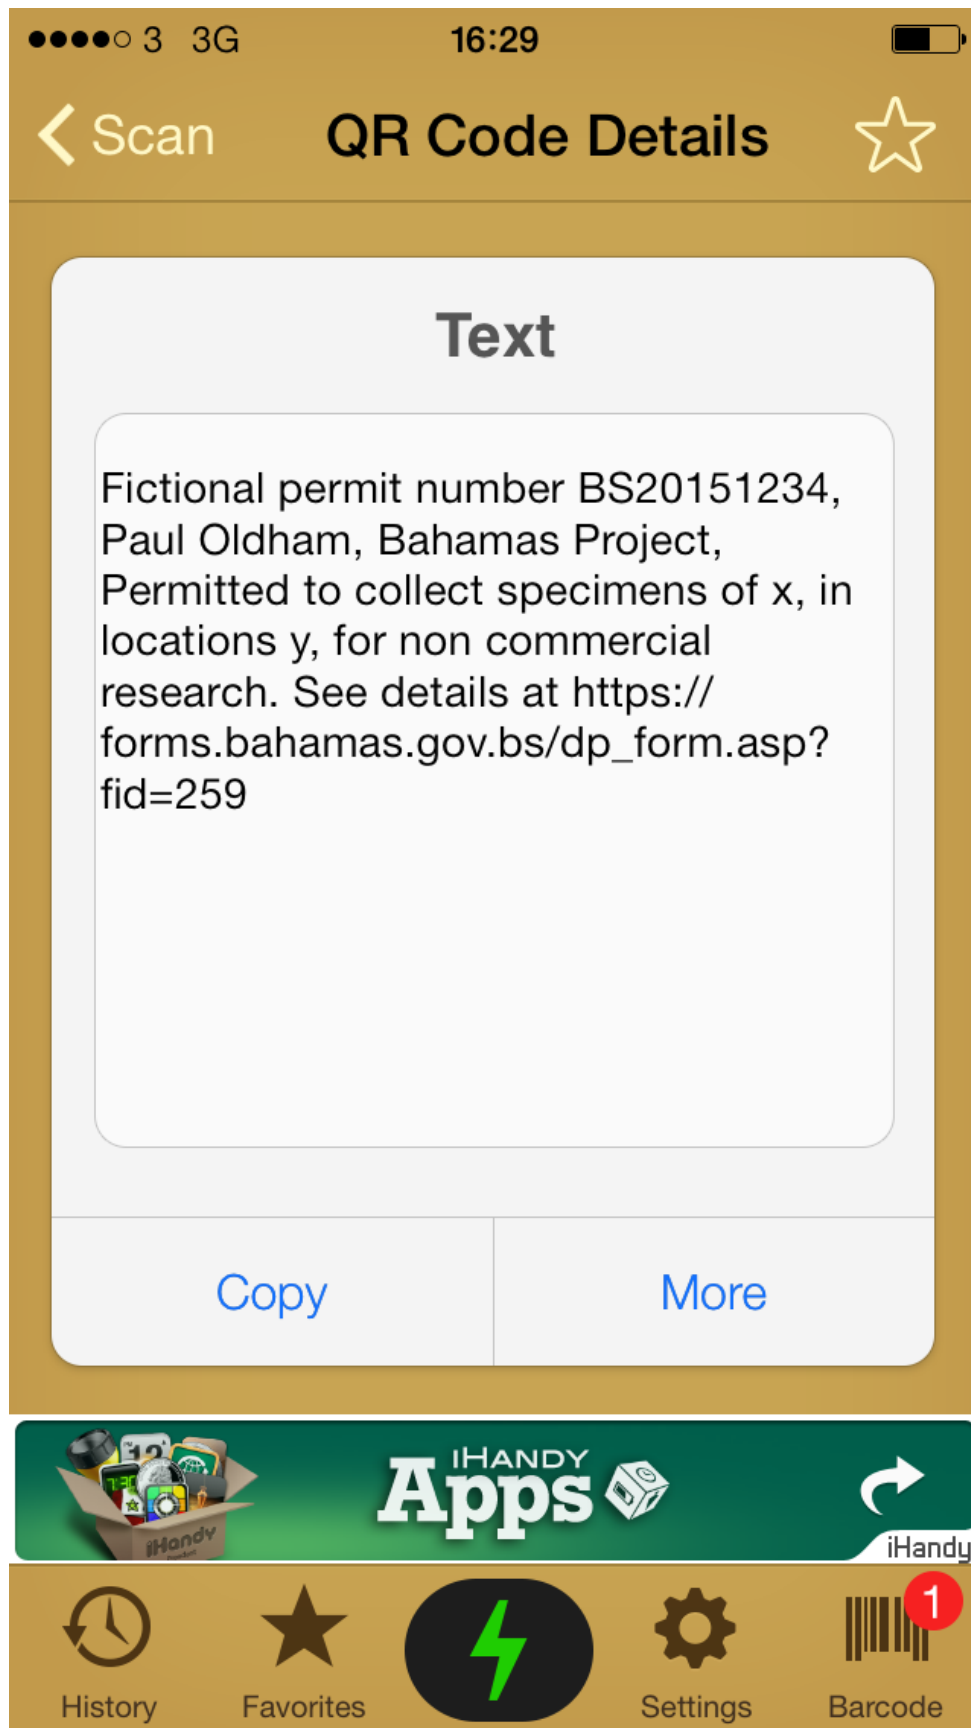 3 3G 16:29
Scan QR Code Details
Text
Fictional permit number BS20151234,
Paul Oldham, Bahamas Project,
Permitted to collect specimens of x, in
locations y, for non commercial
research. See details at https://
forms.bahamas.gov.bs/dp_form.asp?
fid=259
Copy More
iHandy
IHANDY
Apps
iHandy
1
History Favorites Settings Barcode